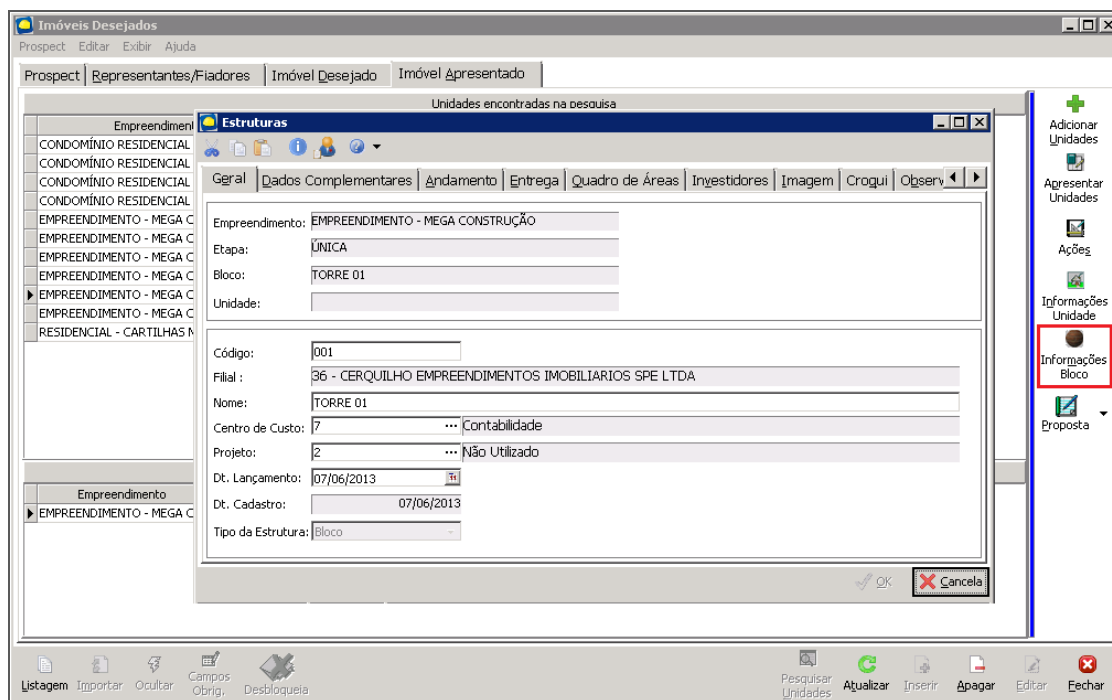 Imóveis Desejados
Prospect Editar Exibir Ajuda
Prospect Representantes/Fiadores Imóvel Desejado Imóvel Apresentado
Unidades encontradas na pesquisa
Empreendiment
CONDOMÍNIO RESIDENCIAL
CONDOMÍNIO RESIDENCIAL
CONDOMÍNIO RESIDENCIAL
CONDOMÍNIO RESIDENCIAL
EMPREENDIMENTO - MEGA C
EMPREENDIMENTO - MEGA C
EMPREENDIMENTO - MEGA C
EMPREENDIMENTO - MEGA C
EMPREENDIMENTO - MEGA C
EMPREENDIMENTO - MEGA C
RESIDENCIAL - CARTILHAS M
Empreendimento
EMPREENDIMENTO - MEGA C
Estruturas
Geral Dados Complementares Andamento Entrega Quadro de Áreas Investidores Imagem Croqui Observ
Empreendimento: EMPREENDIMENTO - MEGA CONSTRUÇÃO
Etapa: ÚNICA
Bloco: TORRE 01
Unidade:
Código: 001
Filial : 36 - CERQUILHO EMPREENDIMENTOS IMOBILIARIOS SPE LTDA
Nome: TORRE 01
Centro de Custo: 7 ... Contabilidade
Projeto: 2 ... Não Utilizado
Dt. Lançamento: 07/06/2013
Dt. Cadastro: 07/06/2013
Tipo da Estrutura: Bloco
OK Cancela
Adicionar
Unidades
Apresentar
Unidades
Ações
Informações
Unidade
Informações
Bloco
Proposta
Listagem Importar Ocultar Campos Obrig. Desbloqueia Pesquisar Unidades Atualizar Inserir Apagar Editar Fechar